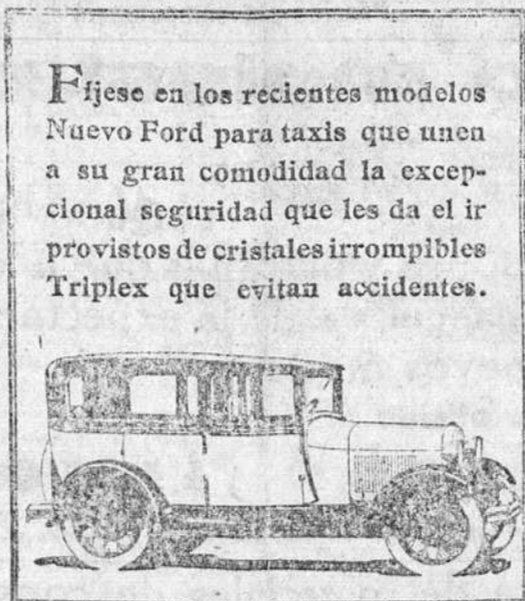 Fíjese en los recientes modelos
Nuevo Ford para taxis que unen
a su gran comodidad la excep-
cional seguridad que les da el ir
provistos de cristales irrompibles
Triplex que evitan accidentes.